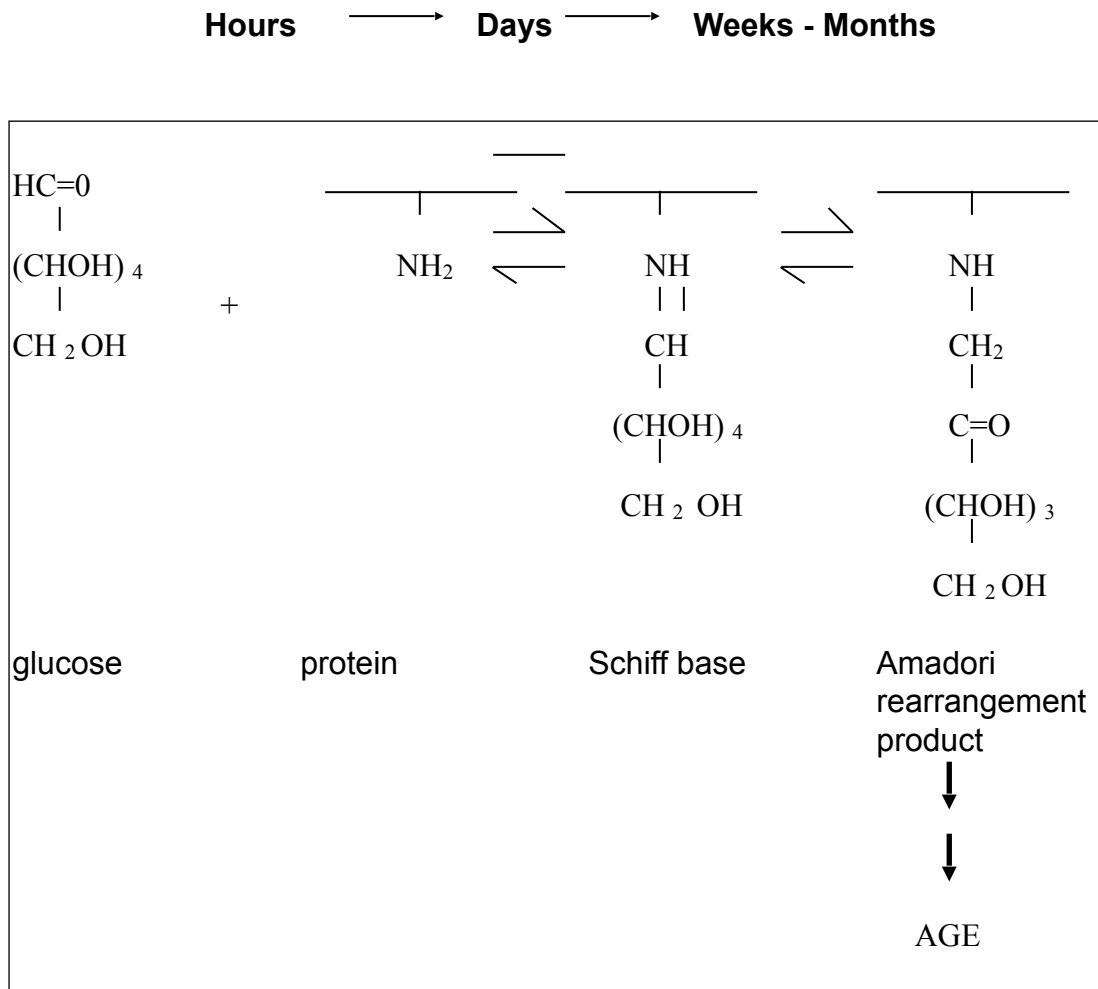 Hours Days Weeks - Months
HC=0
(CHOH) 4 NH2 NH NH
+
CH 2 OH CH CH2
(CHOH) 4 C=O
CH 2 OH (CHOH) 3
CH 2 OH
glucose protein Schiff base Amadori
rearrangement
product
AGE